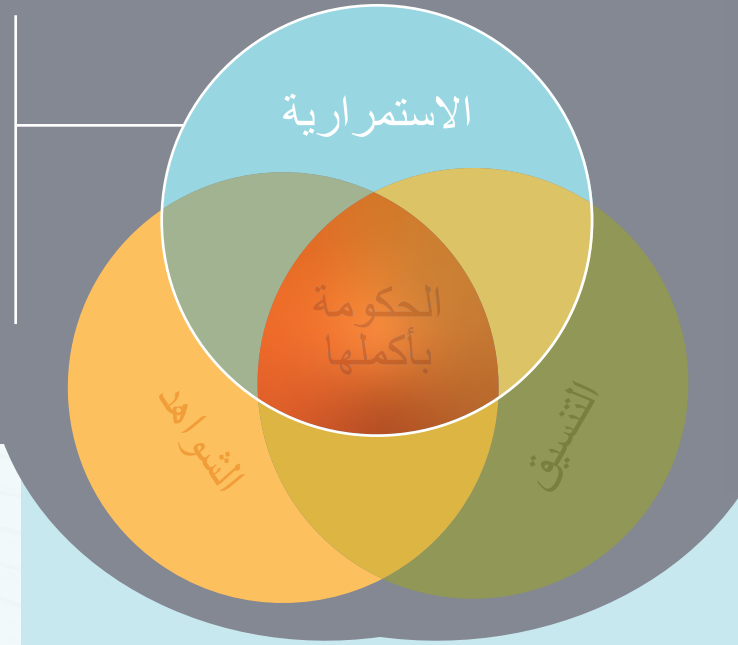 الاستمرارية
الحكومة
بأكملها
الشواهد
التنسيق